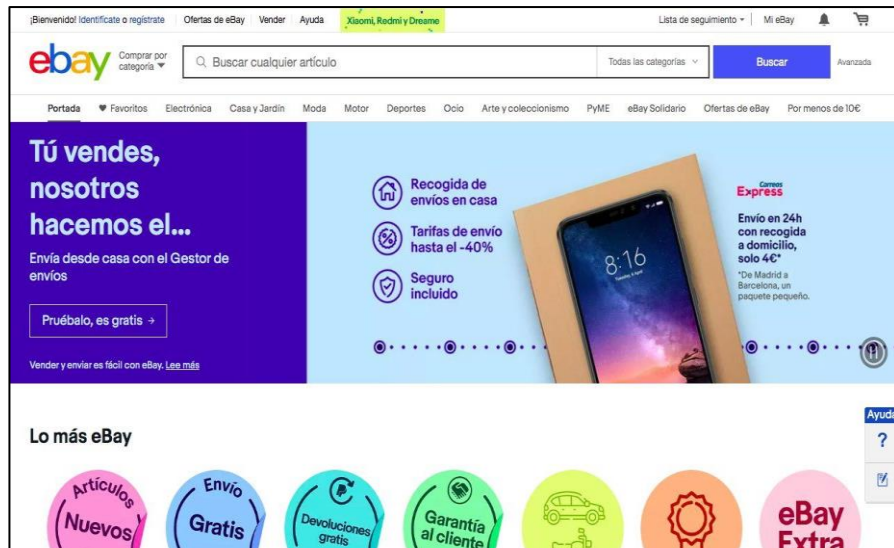 ¡Bienvenido! Identifícate o regístrate Ofertas de eBay Vender Ayuda Xiaomi, Redmi y Dreame Lista de seguimiento Mi eBay
ebay Comprar por categoría Buscar cualquier artículo Todas las categorías Buscar Avanzada
Portada Favoritos Electrónica Casa y Jardín Moda Motor Deportes Ocio Arte y coleccionismo PyME eBay Solidario Ofertas de eBay Por menos de 10€
Tú vendes,
nosotros
hacemos el...
Envía desde casa con el Gestor de
envíos
Pruébalo, es gratis →
Vender y enviar es fácil con eBay. Lee más
Recogida de
envíos en casa
Tarifas de envío
hasta el -40%
Seguro
incluido
8:16
Correos
Express
Envío en 24h
con recogida
a domicilio,
solo 4€*
*De Madrid a
Barcelona, un
paquete pequeño.
Ayuda
?
Lo más eBay
Artículos
Nuevos
Envío
Gratis
Devoluciones
gratis
Garantía
al cliente
eBay
Extra